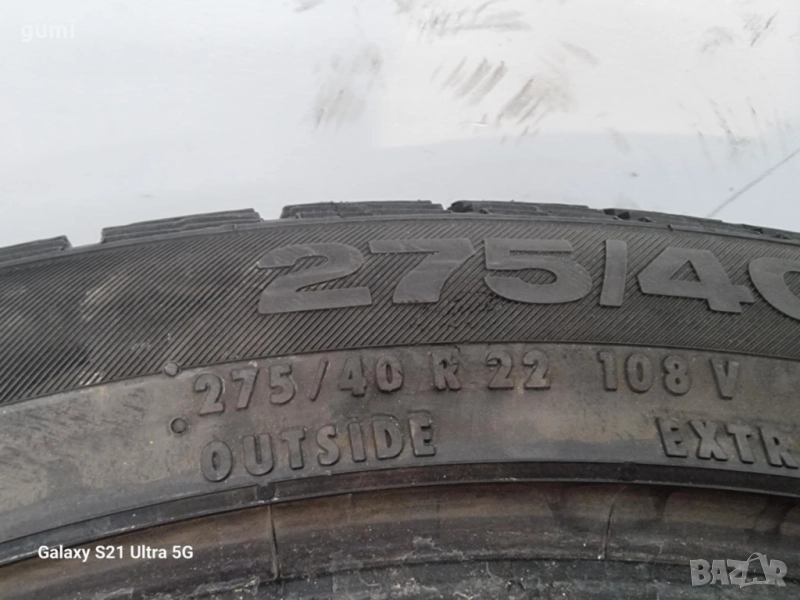 gumi
275/40
275/40 R 22 108 V
OUTSIDE EXTR
Galaxy S21 Ultra 5G
BAZAR